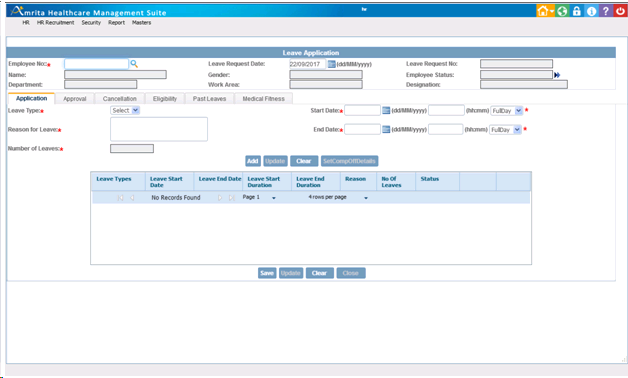 Amrita Healthcare Management Suite hr
HR HR Recruitment Security Report Masters
Leave Application
Employee No:* Leave Request Date: 22/09/2017 (dd/MM/yyyy) Leave Request No:
Name: Gender: Employee Status:
Department: Work Area: Designation:
Application Approval Cancellation Eligibility Past Leaves Medical Fitness
Leave Type:* Select Start Date:* (dd/MM/yyyy) (hh:mm) FullDay *
Reason for Leave:* End Date:* (dd/MM/yyyy) (hh:mm) FullDay *
Number of Leaves:*
Add Update Clear SetCompOffDetails
Leave Types Leave Start Date Leave End Date Leave Start Duration Leave End Duration Reason No Of Leaves Status
No Records Found Page 1 4 rows per page
Save Update Clear Close